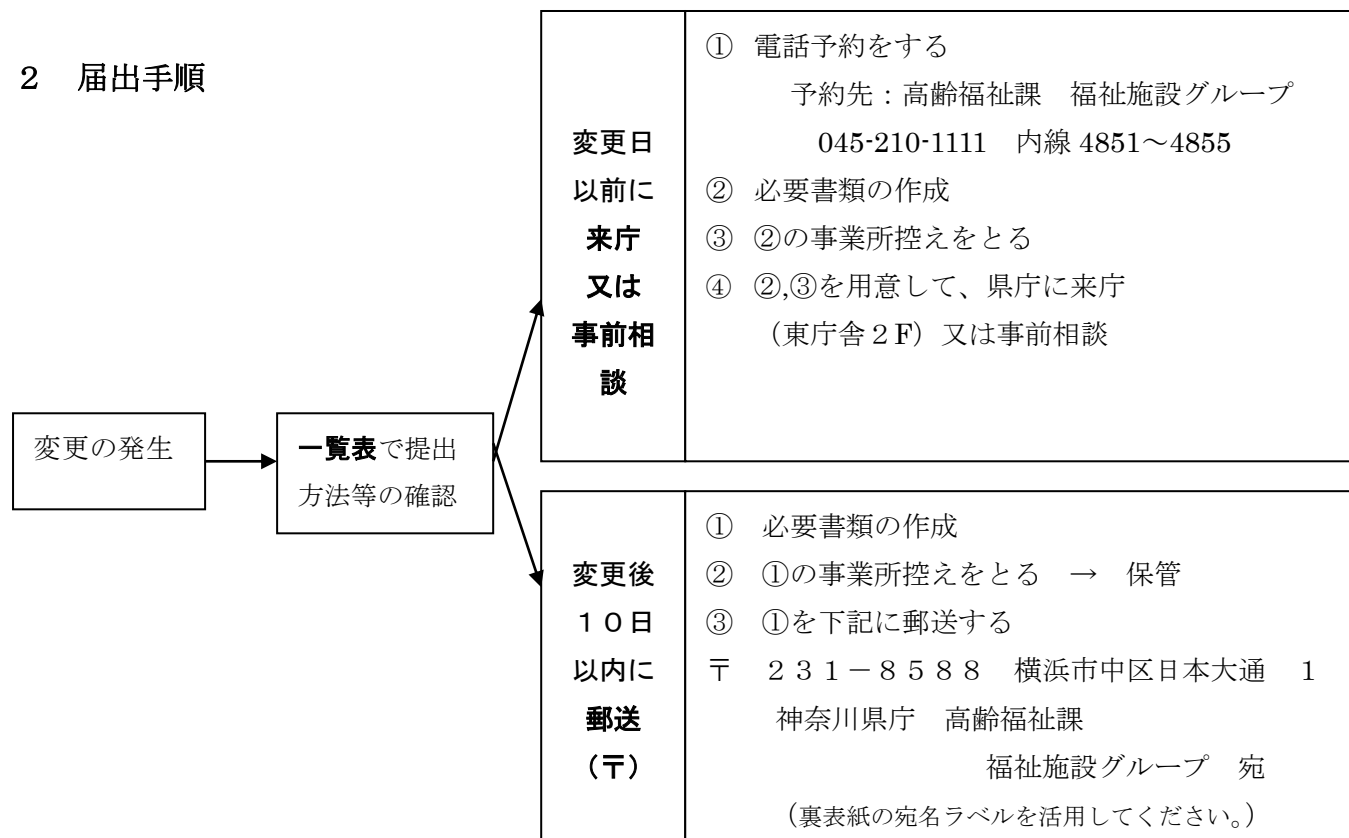 ２　届出手順
変更の発生
一覧表で提出
方法等の確認
変更日
以前に
来庁
又は
事前相
談
① 電話予約をする
予約先：高齢福祉課　福祉施設グループ
045-210-1111　内線 4851～4855
② 必要書類の作成
③ ②の事業所控えをとる
④ ②,③を用意して、県庁に来庁
（東庁舎２F）又は事前相談
変更後
１０日
以内に
郵送
（〒）
①　必要書類の作成
②　①の事業所控えをとる　→　保管
③　①を下記に郵送する
〒　２３１－８５８８　横浜市中区日本大通　１
神奈川県庁　高齢福祉課
福祉施設グループ　宛
（裏表紙の宛名ラベルを活用してください。）